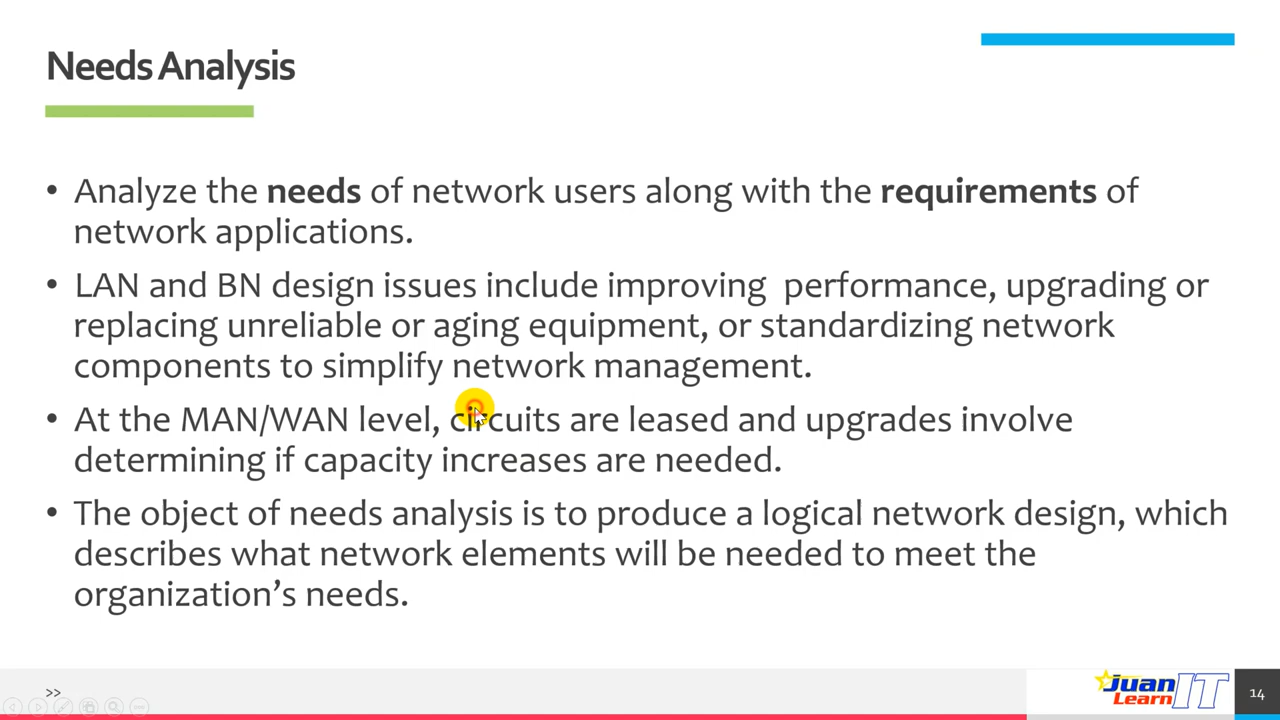 Needs Analysis
• Analyze the needs of network users along with the requirements of
network applications.
• LAN and BN design issues include improving  performance, upgrading or
replacing unreliable or aging equipment, or standardizing network
components to simplify network management.
• At the MAN/WAN level, circuits are leased and upgrades involve
determining if capacity increases are needed.
• The object of needs analysis is to produce a logical network design, which
describes what network elements will be needed to meet the
organization’s needs.
>>
Juan
Learn IT
14